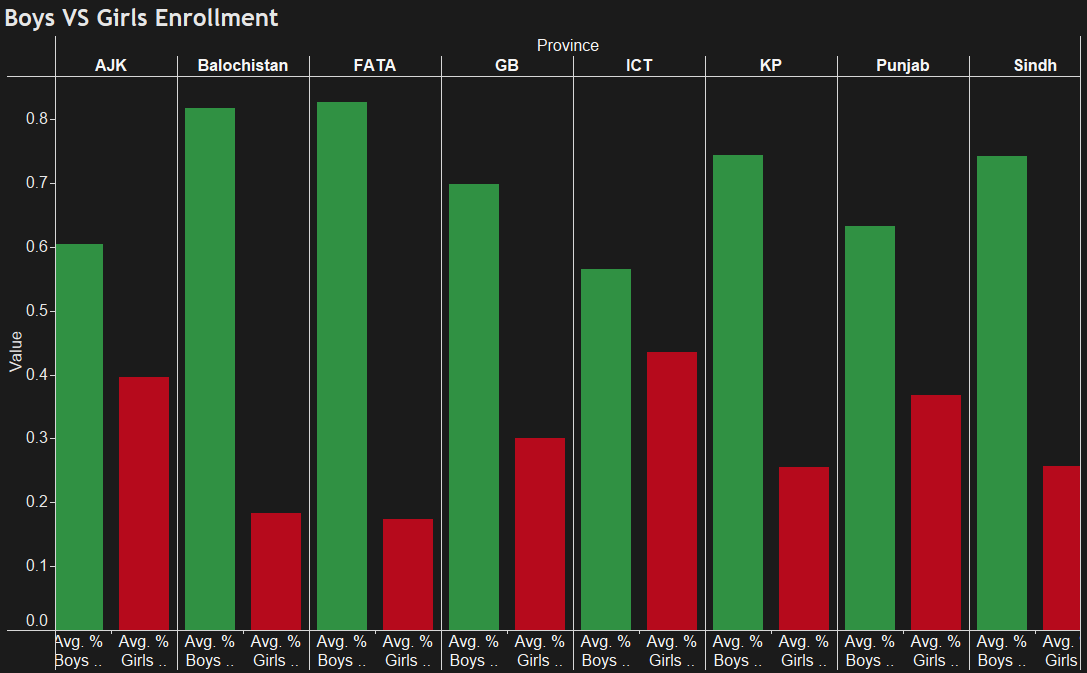 Boys VS Girls Enrollment
Province
AJK Balochistan FATA GB ICT KP Punjab Sindh
0.8
0.7
0.6
0.5
0.4
0.3
0.2
0.1
0.0
Value
Avg. % Avg. % Avg. % Avg. % Avg. % Avg. % Avg. % Avg. % Avg. % Avg. % Avg. % Avg. % Avg. % Avg. % Avg. % Avg.
Boys .. Girls .. Boys .. Girls .. Boys .. Girls .. Boys .. Girls .. Boys .. Girls .. Boys .. Girls .. Boys .. Girls .. Boys .. Girls